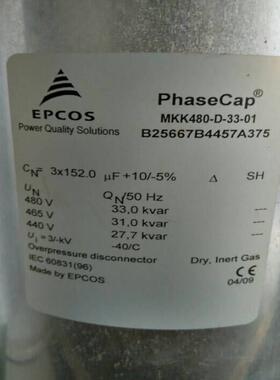 EPCOS
Power Quality Solutions
PhaseCap®
MKK480-D-33-01
B25667B4457A375
CN= 3x152.0 µF +10/-5% Δ SH
UN QN/50 Hz
480 V 33,0 kvar ---
465 V 31,0 kvar ---
440 V 27,7 kvar ---
Ui = 3/-kV -40/C
Overpressure disconnector Dry, Inert Gas
IEC 60831(96)
Made by EPCOS CE
04/09